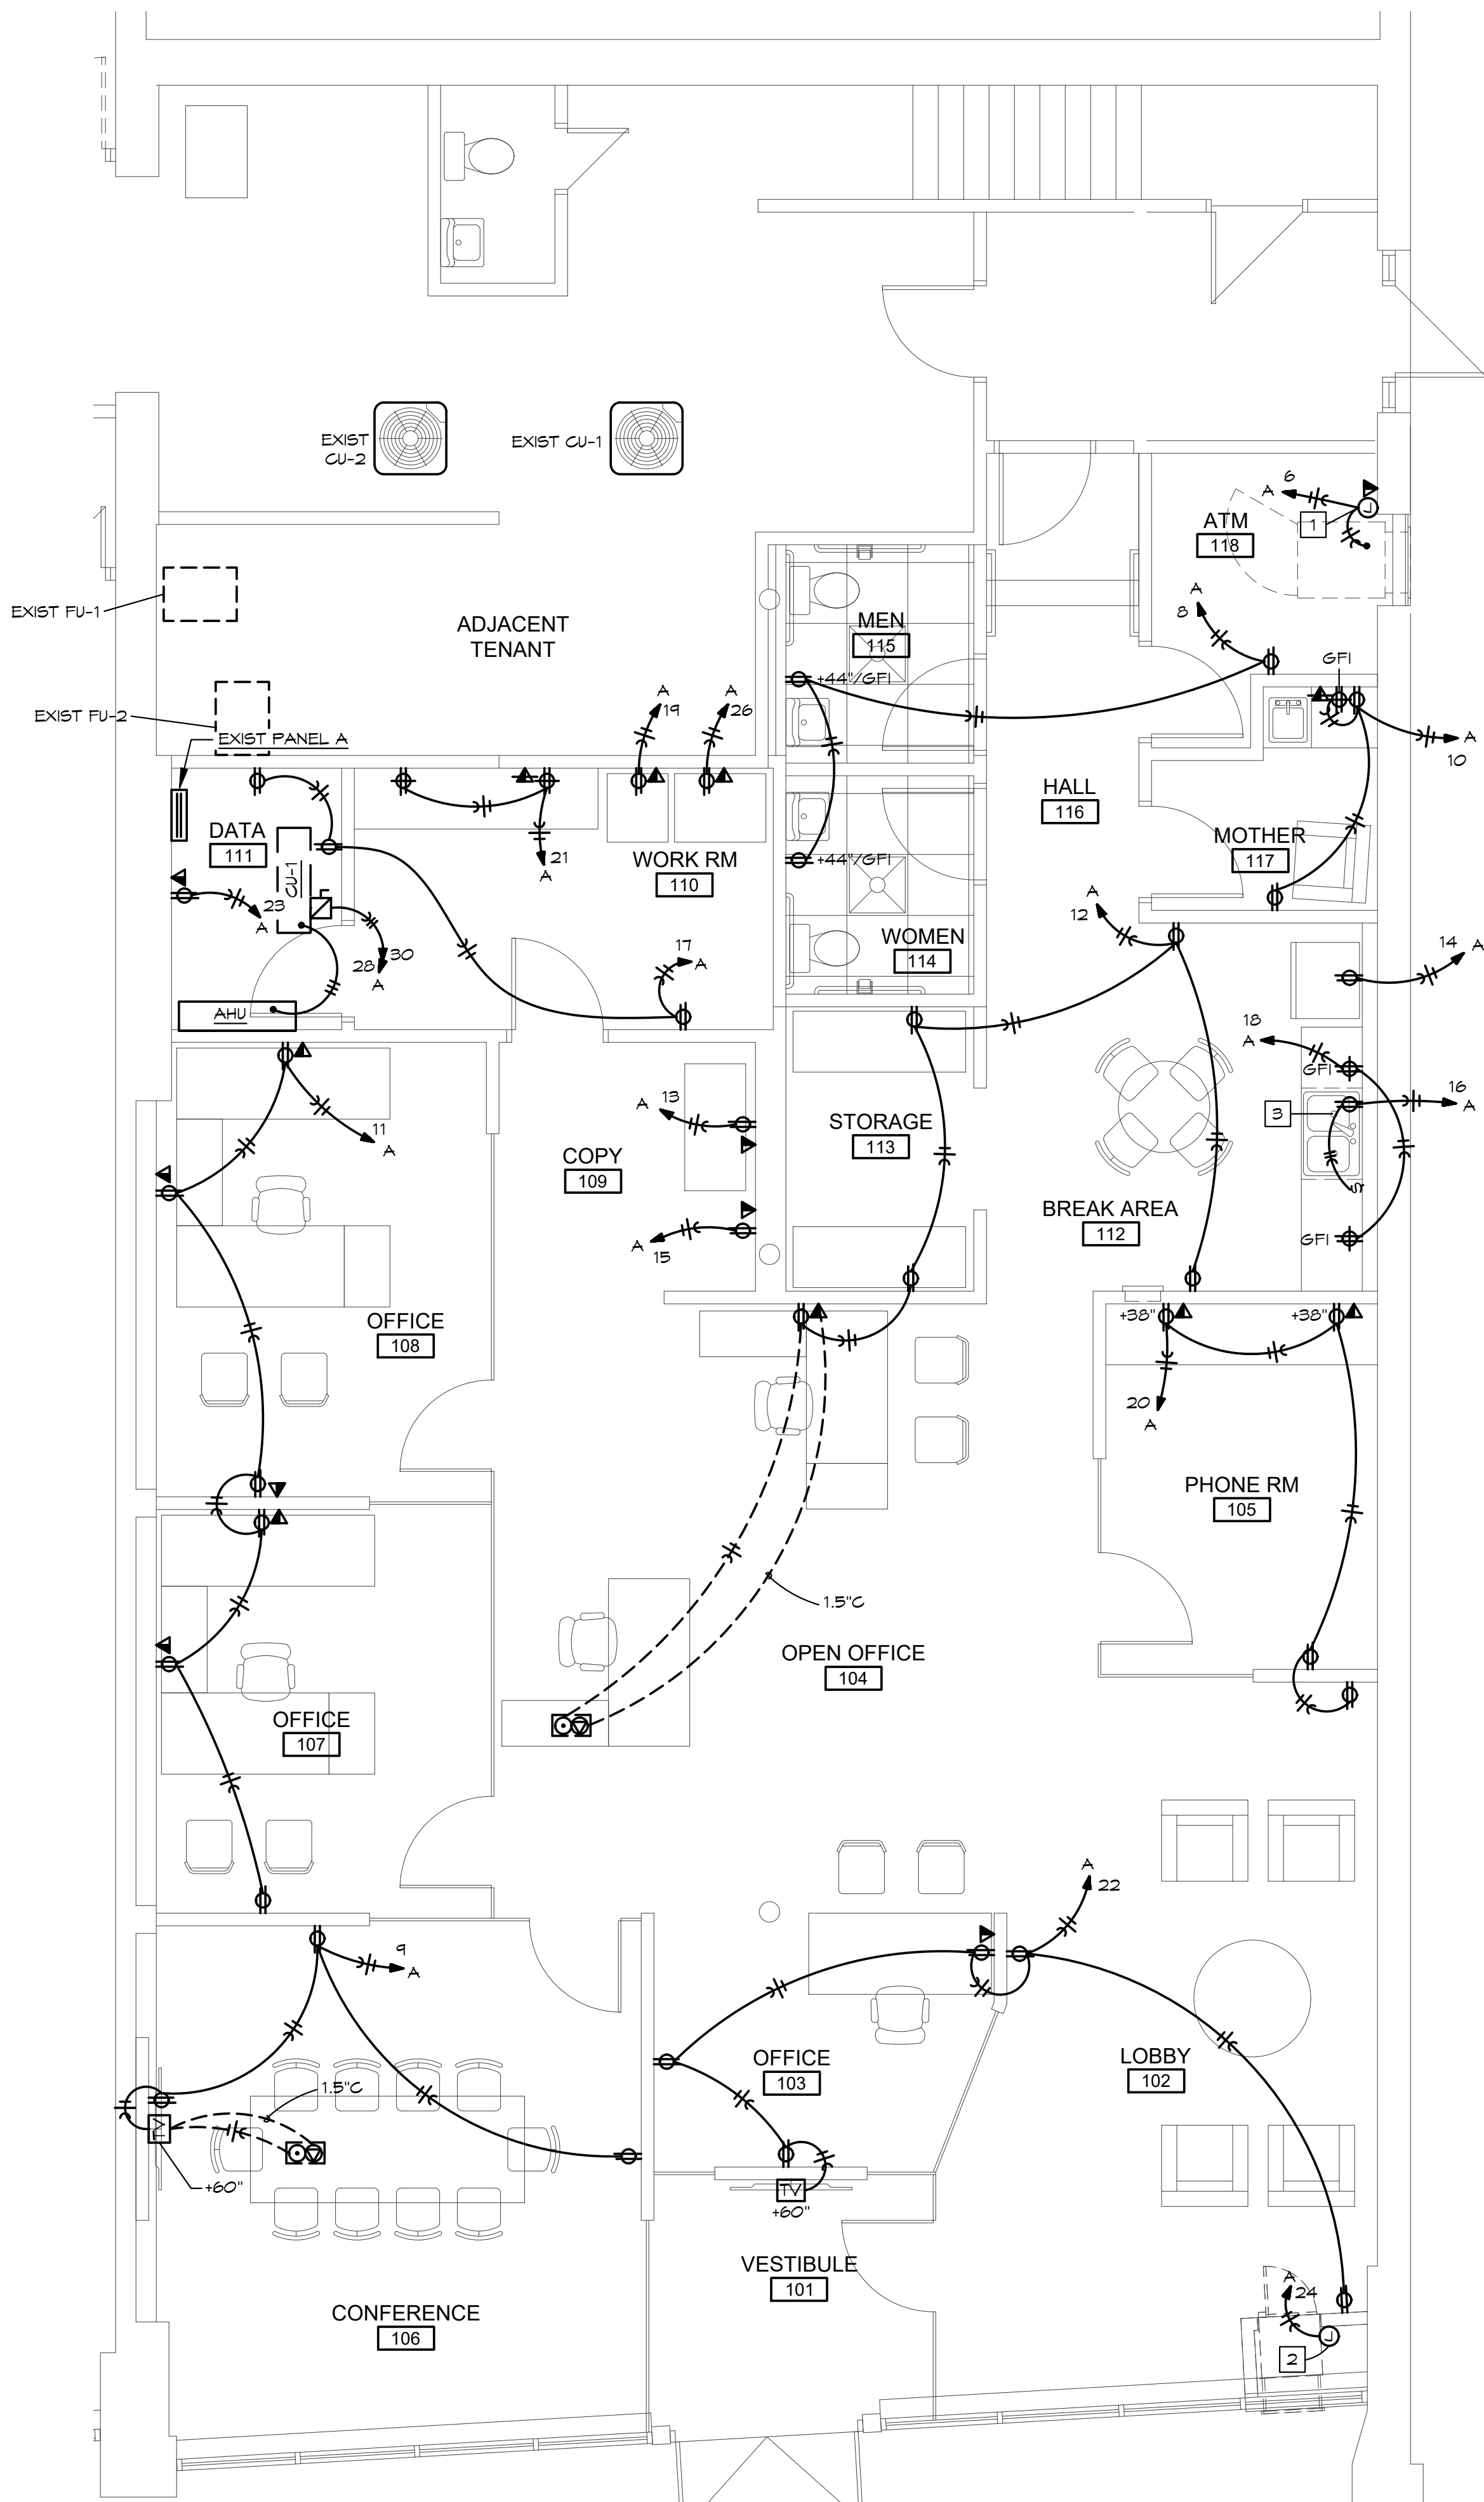 EXIST
CU-2
EXIST CU-1
A
6
1
ATM
118
EXIST FU-1
A
8
ADJACENT
TENANT
MEN
115
GFI
+44"/GFI
A
19
A
26
EXIST FU-2
EXIST PANEL A
A
10
HALL
116
DATA
111
CU-1
21
A
WORK RM
110
+44"/GFI
MOTHER
117
23
A
A
12
WOMEN
114
17
A
14
A
28
30
A
AHU
18
A
GFI
16
A
3
S
A
13
11
A
COPY
109
STORAGE
113
BREAK AREA
112
GFI
A
15
OFFICE
108
+38"
+38"
20
A
PHONE RM
105
1.5"C
OPEN OFFICE
104
OFFICE
107
A
22
9
A
OFFICE
103
LOBBY
102
1.5"C
TV
+60"
TV
+60"
VESTIBULE
101
A
24
2
CONFERENCE
106